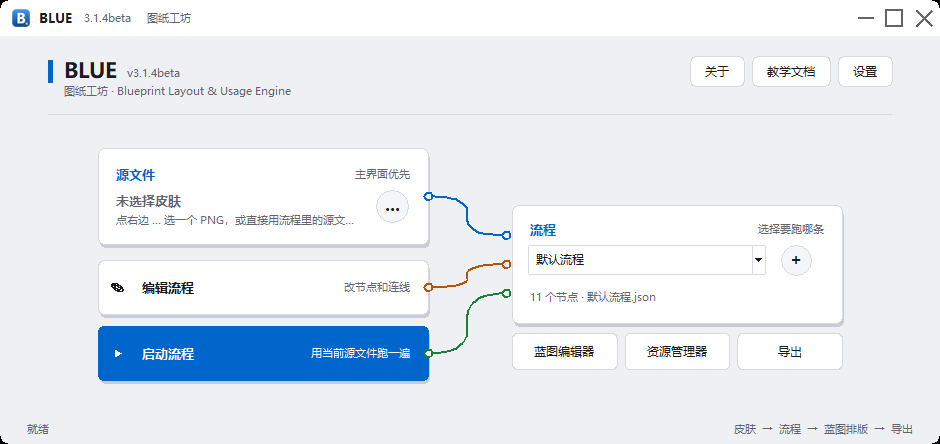 BLUE 3.1.4beta 图纸工坊
BLUE v3.1.4beta
图纸工坊 · Blueprint Layout & Usage Engine
关于 教学文档 设置
源文件 主界面优先
未选择皮肤
点右边 ... 选一个 PNG，或直接用流程里的源文...
...
编辑流程 改节点和连线
启动流程 用当前源文件跑一遍
流程 选择要跑哪条
默认流程 +
11 个节点 · 默认流程.json
蓝图编辑器 资源管理器 导出
就绪 皮肤 → 流程 → 蓝图排版 → 导出